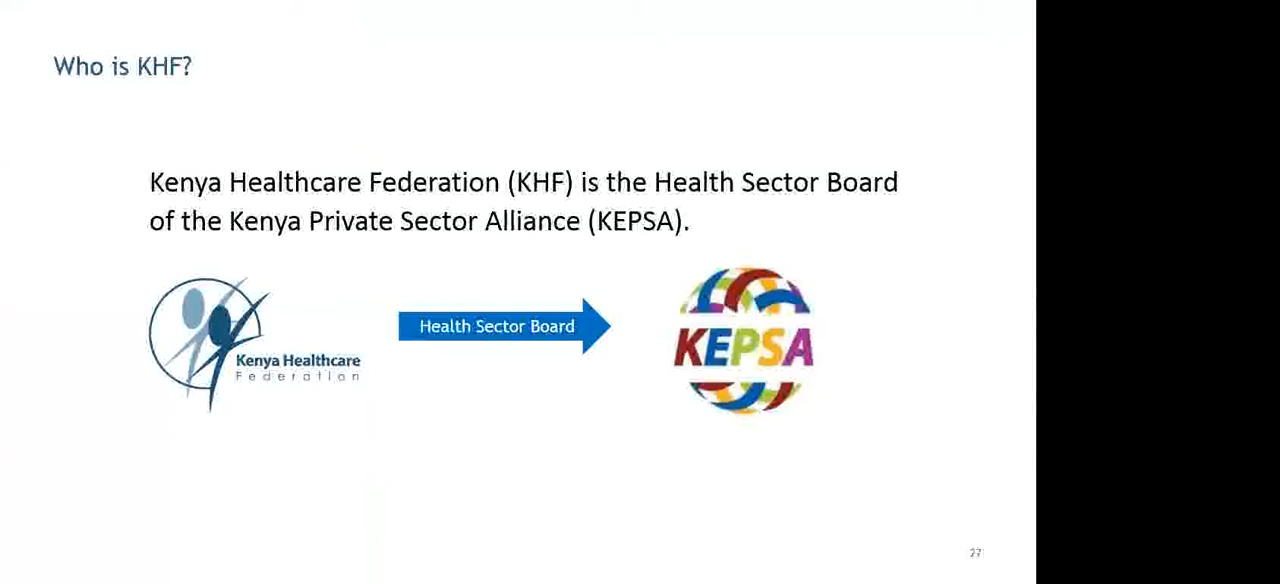 Who is KHF?
Kenya Healthcare Federation (KHF) is the Health Sector Board
of the Kenya Private Sector Alliance (KEPSA).
Kenya Healthcare
Federation
Health Sector Board
KEPSA
27